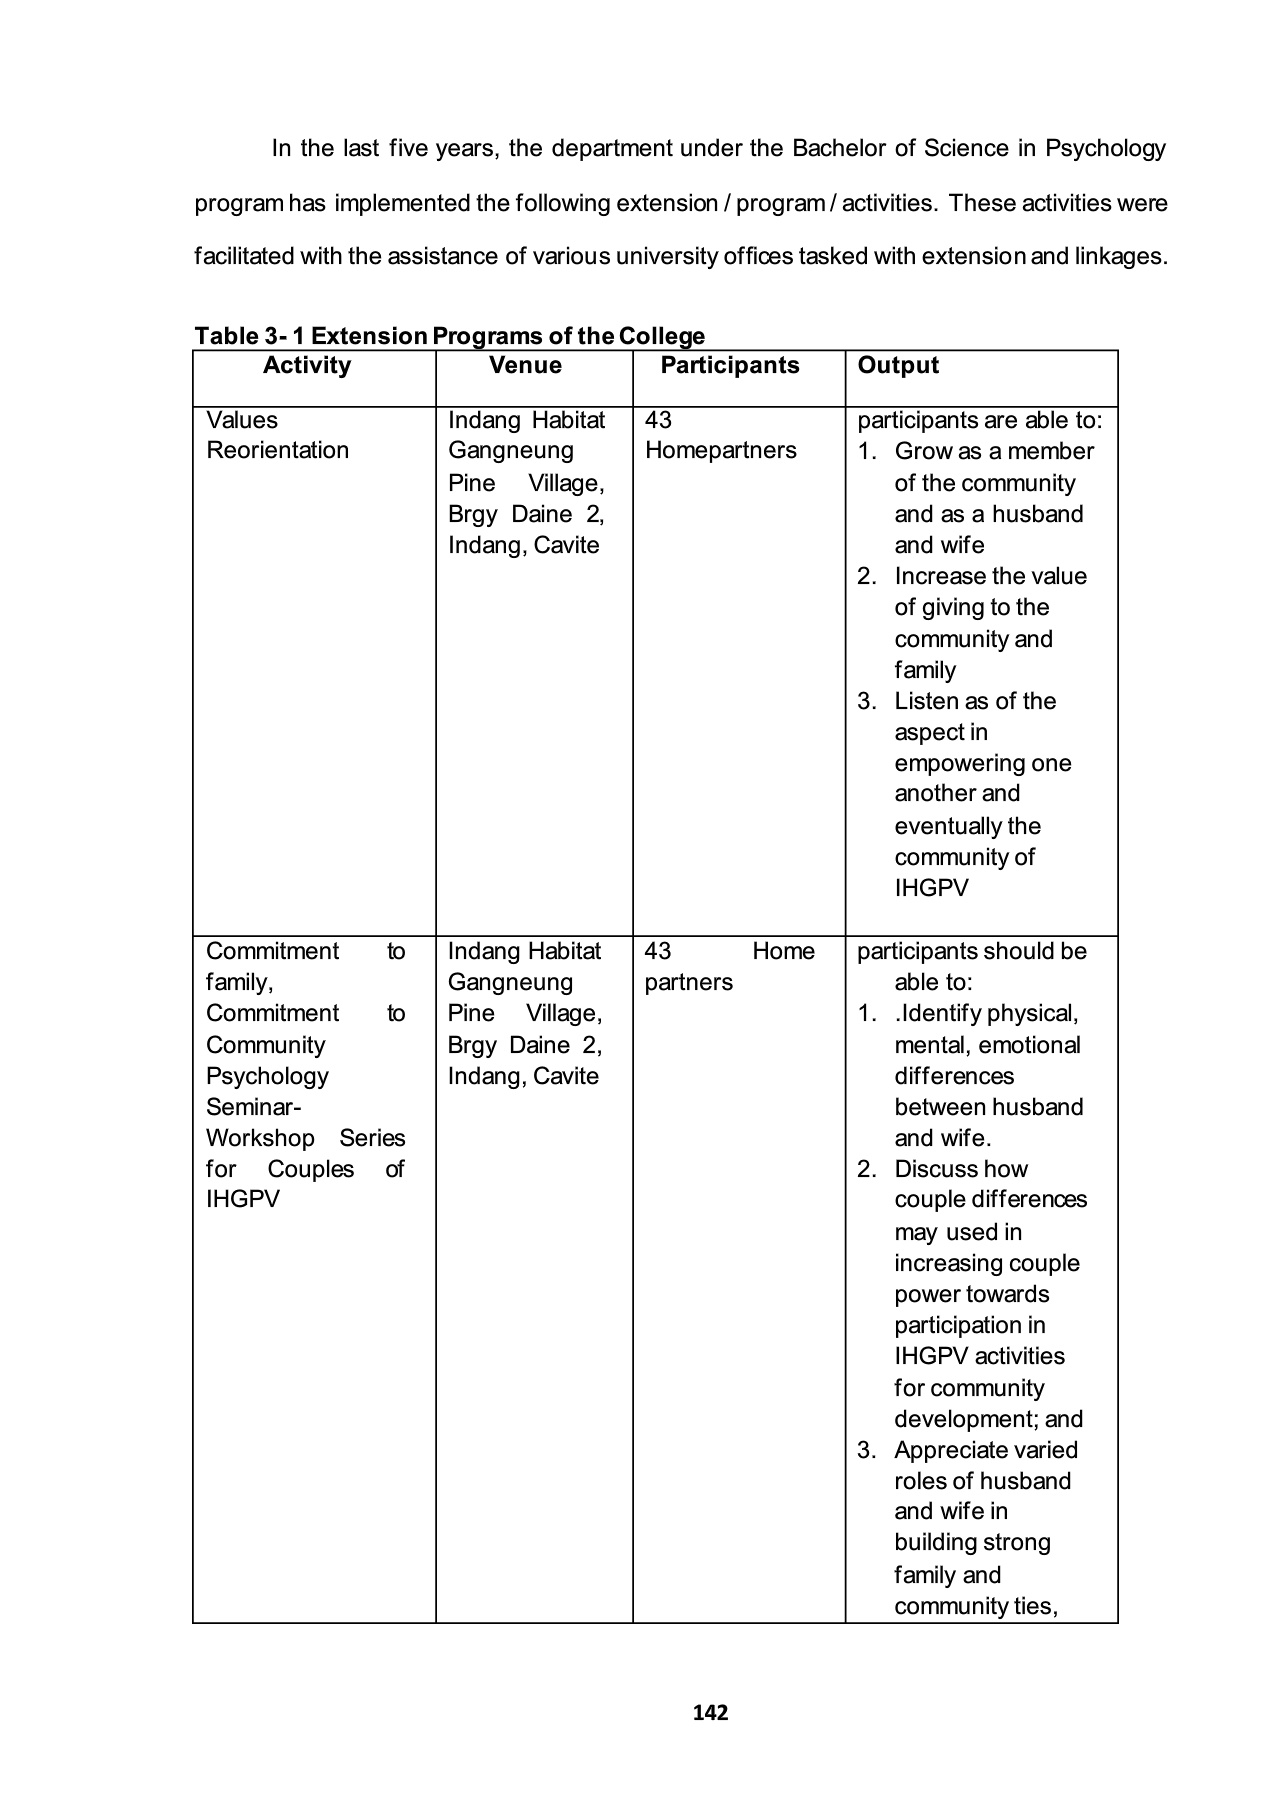 In the last five years, the department under the Bachelor of Science in Psychology
program has implemented the following extension / program / activities. These activities were
facilitated with the assistance of various university offices tasked with extension and linkages.
Table 3- 1 Extension Programs of the College
Activity
Venue
Participants
Output
Values
Reorientation
Indang Habitat
Gangneung
Pine Village,
Brgy Daine 2,
Indang, Cavite
43
Homepartners
participants are able to:
1. Grow as a member
of the community
and as a husband
and wife
2. Increase the value
of giving to the
community and
family
3. Listen as of the
aspect in
empowering one
another and
eventually the
community of
IHGPV
Commitment to
family,
Commitment to
Community
Psychology
Seminar-
Workshop Series
for Couples of
IHGPV
Indang Habitat
Gangneung
Pine Village,
Brgy Daine 2,
Indang, Cavite
43 Home
partners
participants should be
able to:
1. .Identify physical,
mental, emotional
differences
between husband
and wife.
2. Discuss how
couple differences
may used in
increasing couple
power towards
participation in
IHGPV activities
for community
development; and
3. Appreciate varied
roles of husband
and wife in
building strong
family and
community ties,
142